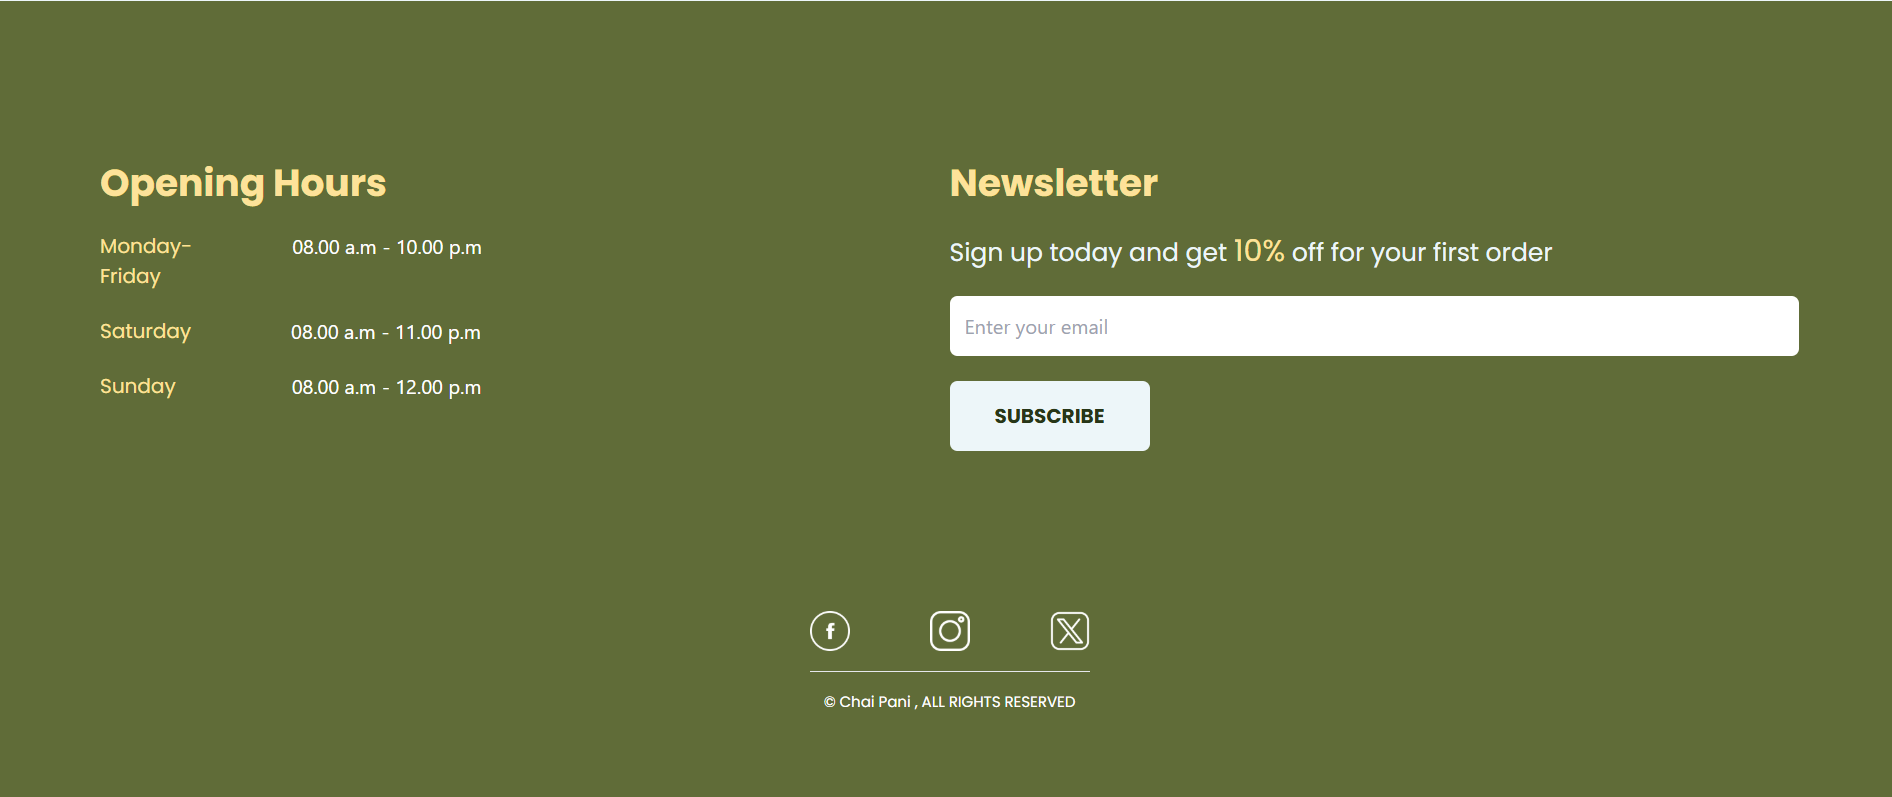 Opening Hours
Monday-
Friday
08.00 a.m - 10.00 p.m
Saturday
08.00 a.m - 11.00 p.m
Sunday
08.00 a.m - 12.00 p.m
Newsletter
Sign up today and get 10% off for your first order
Enter your email
SUBSCRIBE
© Chai Pani , ALL RIGHTS RESERVED